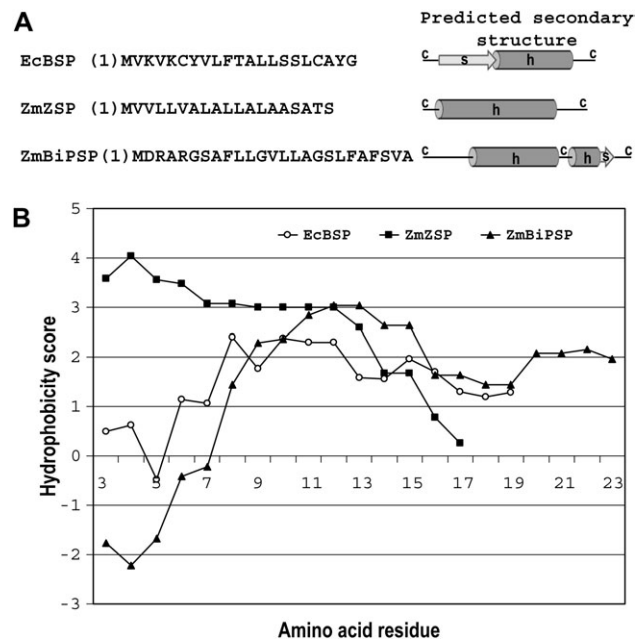 A
Predicted secondary
structure
EcBSP (1)MVKVKCYVLFTALLSSLCAYG
c s h c
ZmZSP (1)MVVLLVALALLALAASATS
c h c
ZmBiPSP(1)MDRARGSAFLLGVLLAGSLFAFSVA
c h c h s c
B
EcBSP ZmZSP ZmBiPSP
Hydrophobicity score
5
4
3
2
1
0
-1
-2
-3
3 5 7 9 11 13 15 17 19 21 23
Amino acid residue